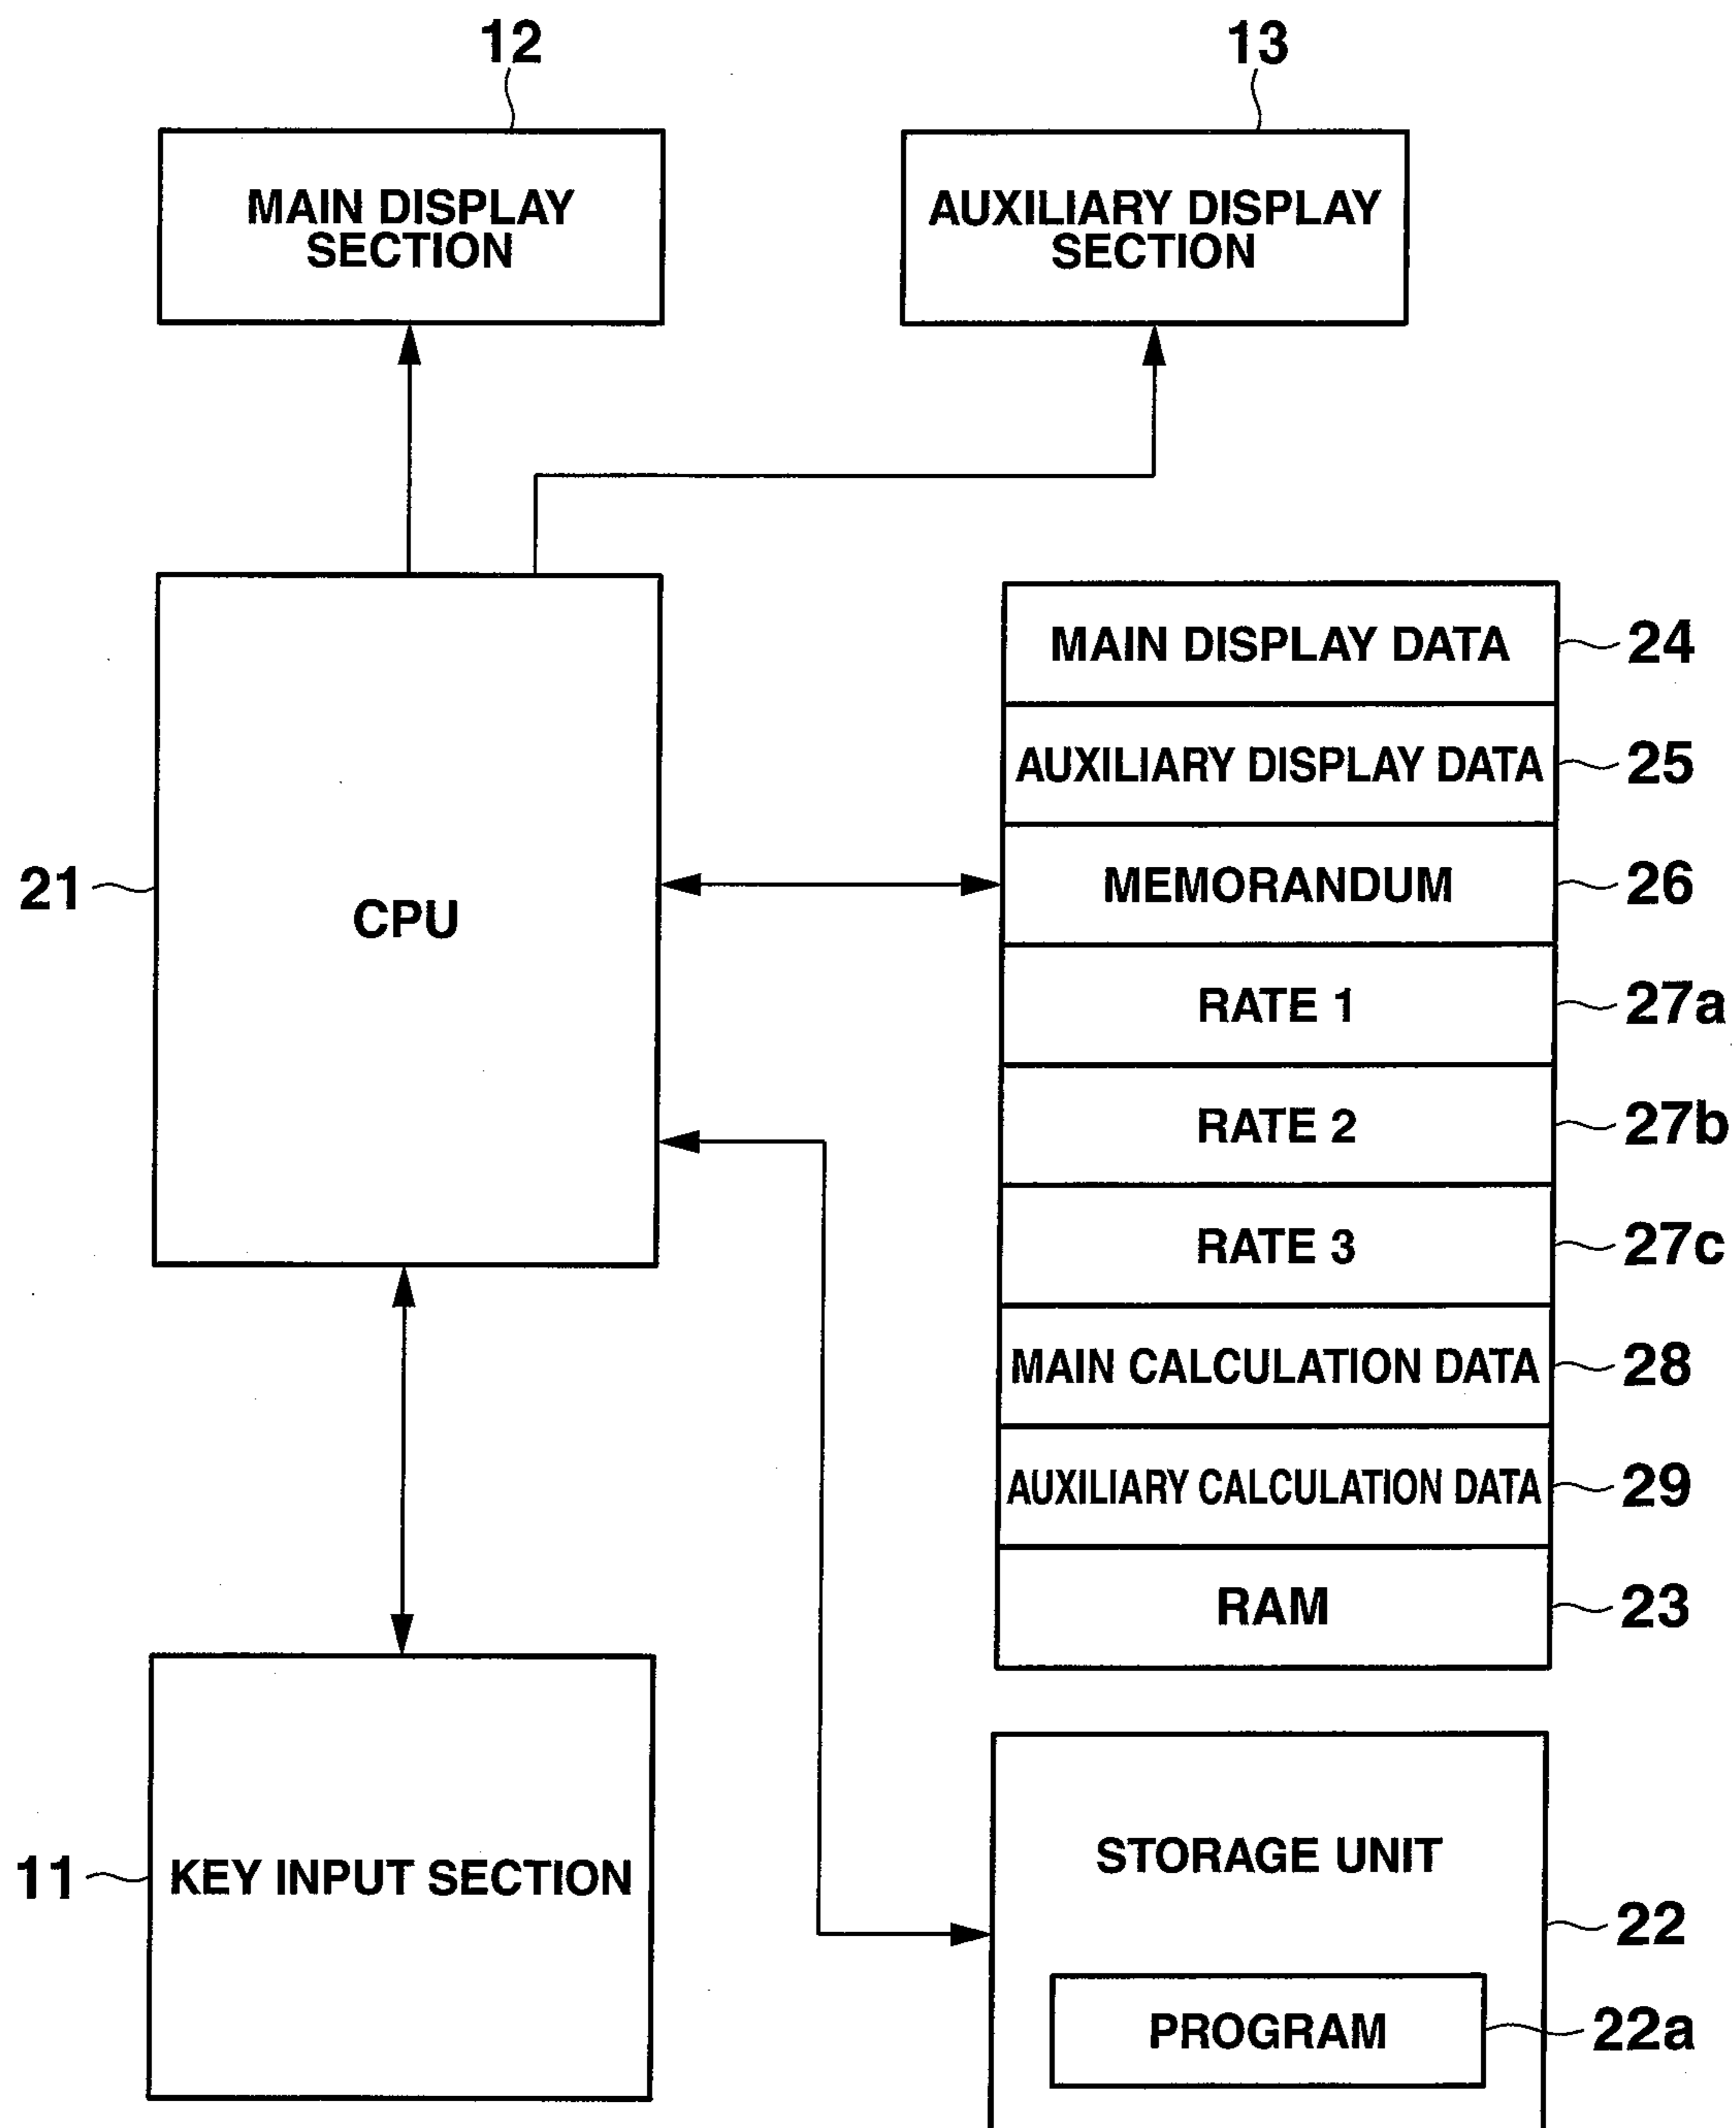 12
13
MAIN DISPLAY
SECTION
AUXILIARY DISPLAY
SECTION
21
CPU
MAIN DISPLAY DATA
24
AUXILIARY DISPLAY DATA
25
MEMORANDUM
26
RATE 1
27a
RATE 2
27b
RATE 3
27c
MAIN CALCULATION DATA
28
AUXILIARY CALCULATION DATA
29
RAM
23
11
KEY INPUT SECTION
STORAGE UNIT
22
PROGRAM
22a